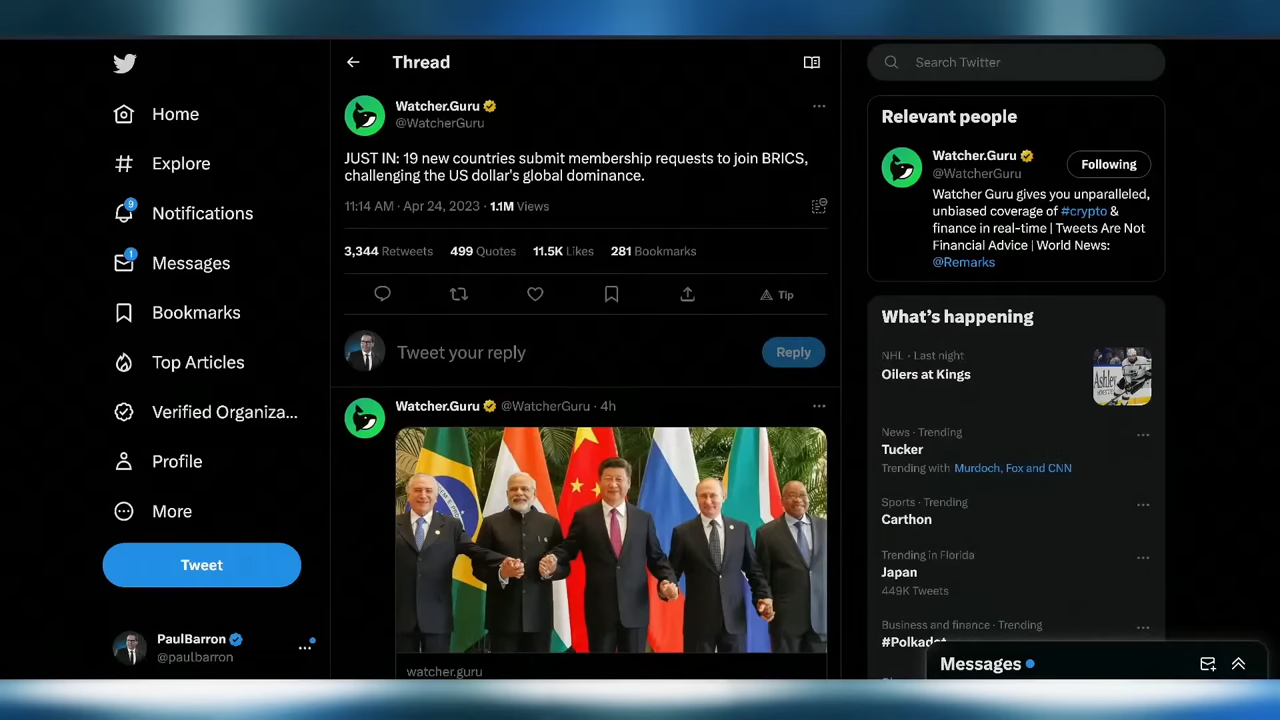 Home
Explore
9
Notifications
1
Messages
Bookmarks
Top Articles
Verified Organiza...
Profile
More
Tweet
PaulBarron
@paulbarron
Thread
Watcher.Guru
@WatcherGuru
JUST IN: 19 new countries submit membership requests to join BRICS,
challenging the US dollar's global dominance.
11:14 AM · Apr 24, 2023 · 1.1M Views
3,344 Retweets 499 Quotes 11.5K Likes 281 Bookmarks
Tip
Tweet your reply
Reply
Watcher.Guru @WatcherGuru · 4h
watcher.guru
Search Twitter
Relevant people
Watcher.Guru
@WatcherGuru
Following
Watcher Guru gives you unparalleled,
unbiased coverage of #crypto &
finance in real-time | Tweets Are Not
Financial Advice | World News:
@Remarks
What's happening
NHL · Last night
Oilers at Kings
Ashley
News · Trending
Tucker
Trending with Murdoch, Fox and CNN
Sports · Trending
Carthon
Trending in Florida
Japan
449K Tweets
Business and finance · Trending
#Polkadot
Messages